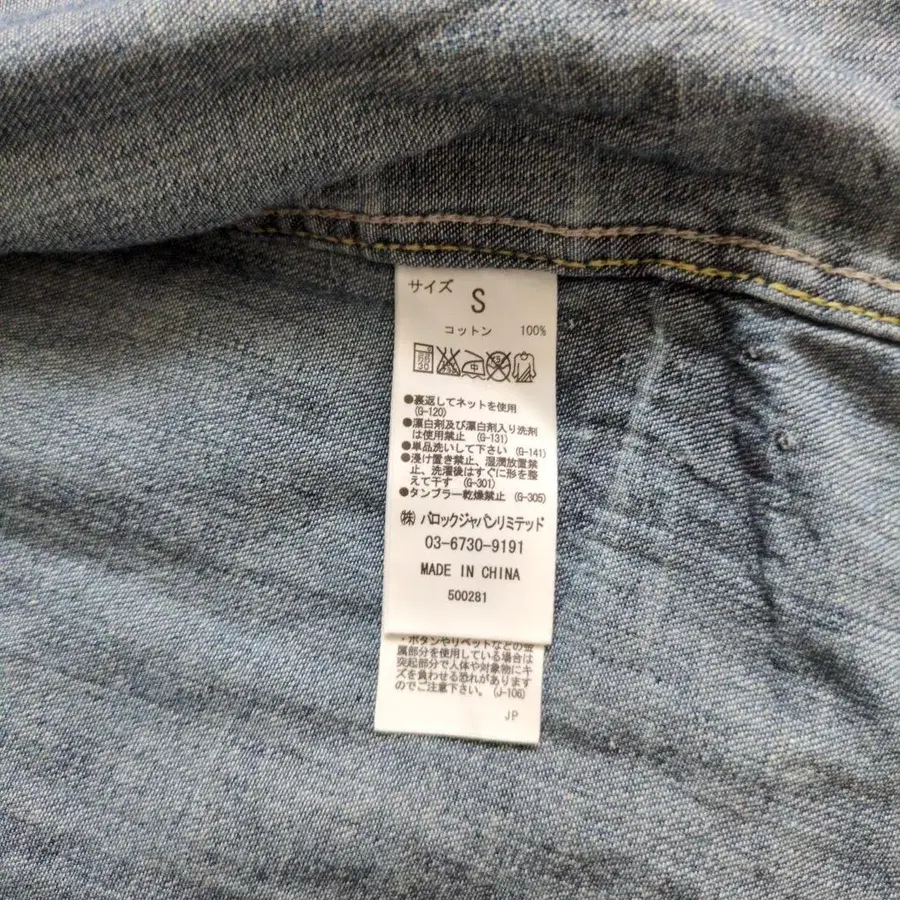 サイズ S
コットン 100%
中
●裏返してネットを使用
(G-120)
●漂白剤及び漂白剤入り洗剤
は使用禁止 (G-131)
●単品洗いして下さい (G-141)
●浸け置き禁止、湿潤放置禁
止、洗濯後はすぐに形を整
えて干す (G-301)
●タンブラー乾燥禁止 (G-305)
㈱ バロックジャパンリミテッド
03-6730-9191
MADE IN CHINA
500281
・ボタンやリベットなどの金
属部分を使用している場合は
突起部分で人体や対象物にキ
ズを負わせる恐れがあります
のでご注意下さい。(J-106)
JP